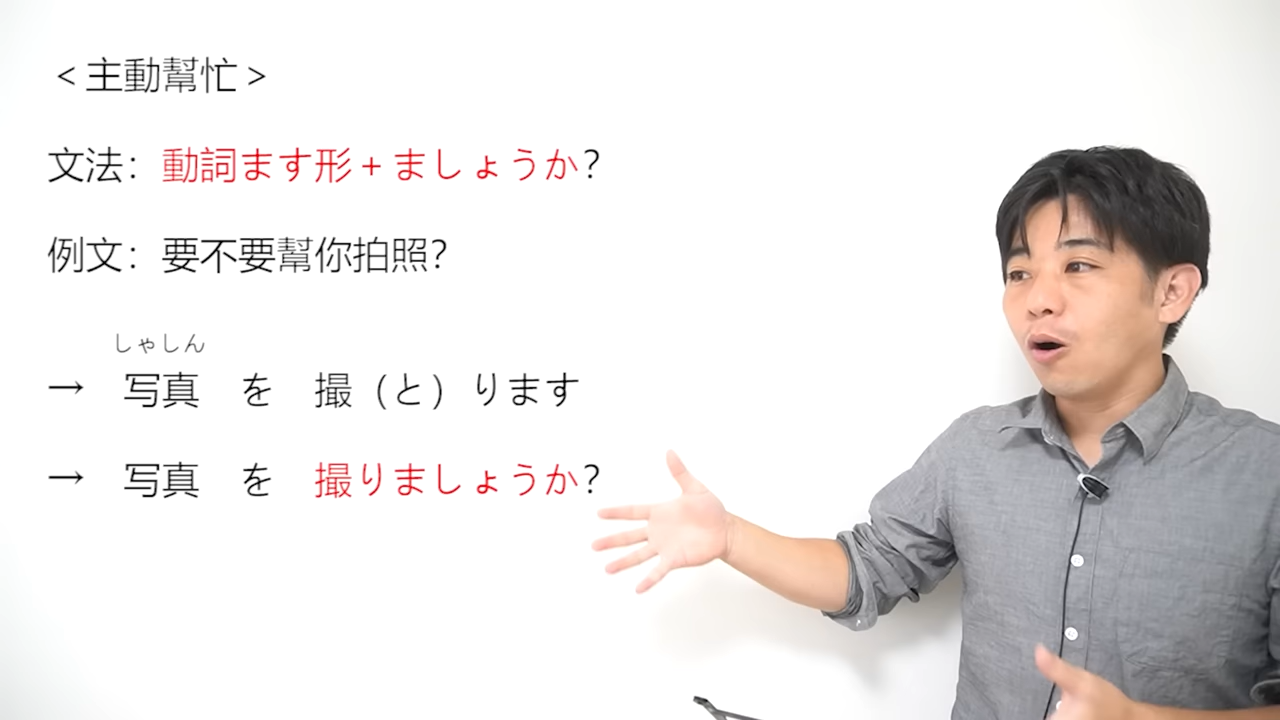 ＜主動幫忙＞
文法：動詞ます形＋ましょうか？
例文：要不要幫你拍照？
しゃしん
→　写真　を　撮（と）ります
→　写真　を　撮りましょうか？